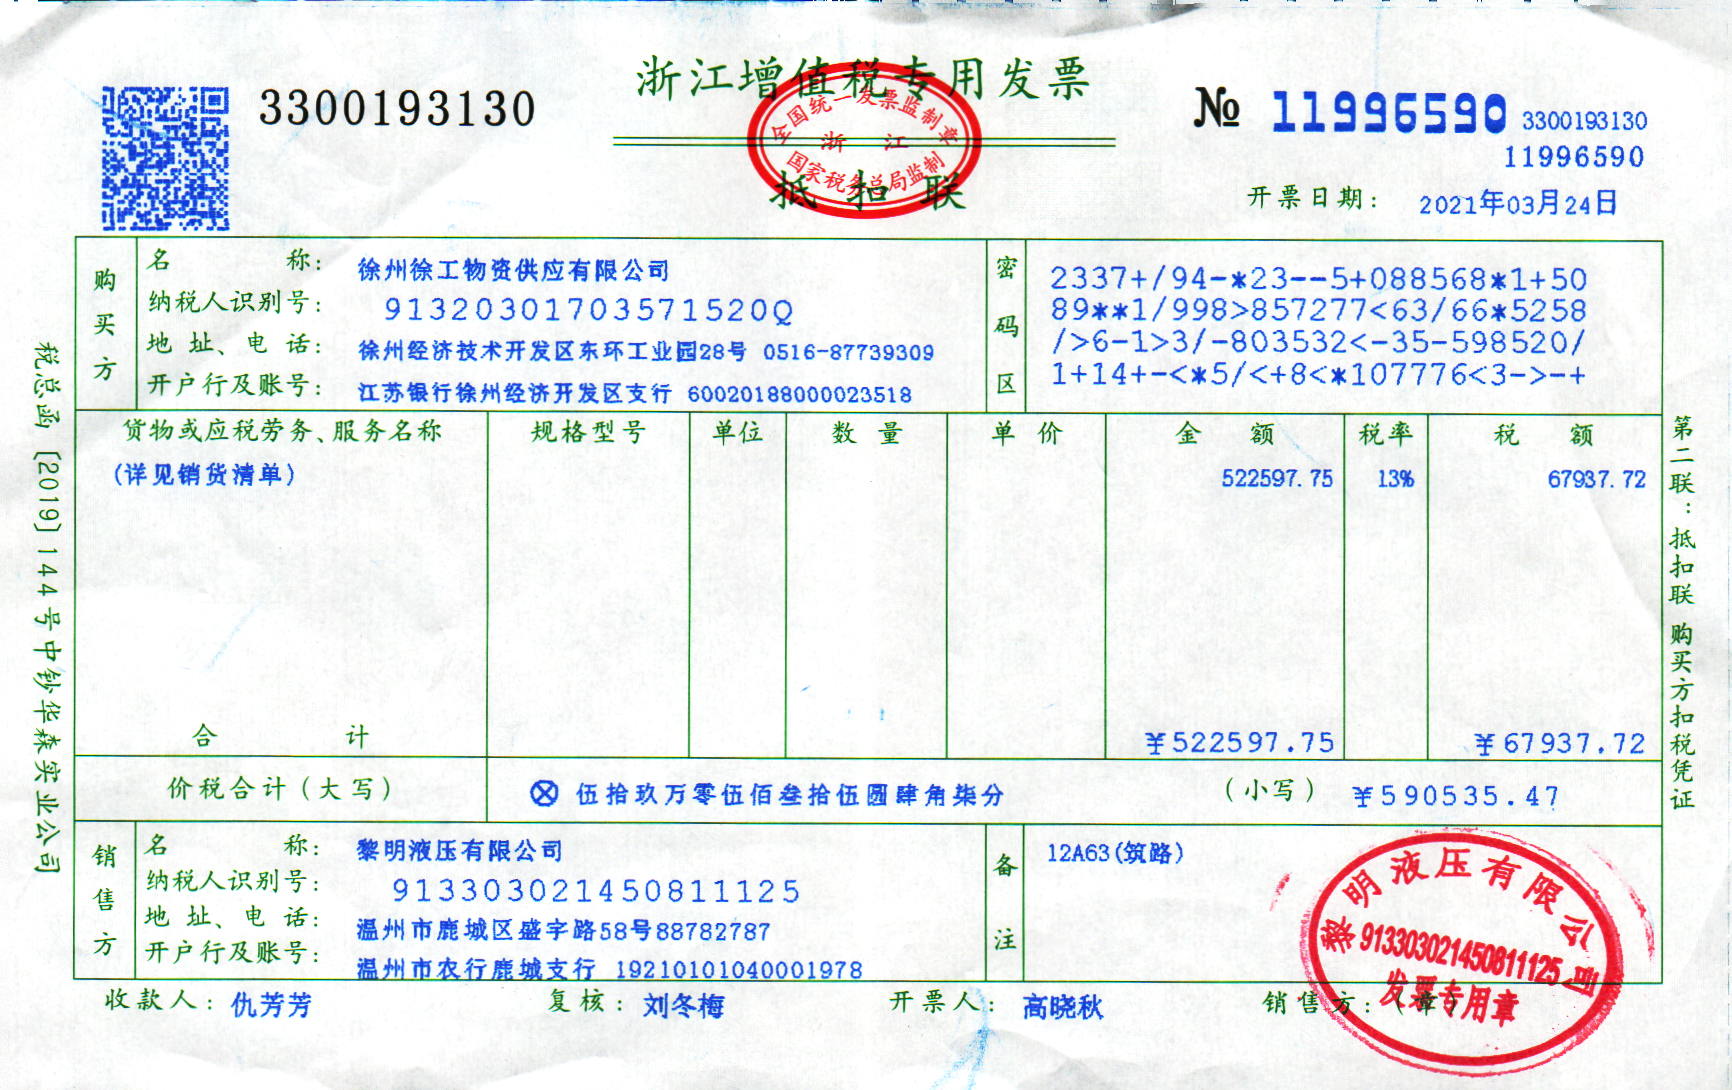 浙江增值税专用发票
3300193130
全国统一发票监制章
浙江
国家税务总局监制
抵扣联
№ 11996590 3300193130
11996590
开票日期： 2021年03月24日
购买方
名称： 徐州徐工物资供应有限公司
纳税人识别号： 91320301703571520Q
地址、电话： 徐州经济技术开发区东环工业园28号 0516-87739309
开户行及账号： 江苏银行徐州经济开发区支行 60020188000023518
密码区
2337+/94-*23--5+088568*1+50
89**1/998>857277<63/66*5258
/>6-1>3/-803532<-35-598520/
1+14+-<*5/<+8<*107776<3->-+
货物或应税劳务、服务名称 规格型号 单位 数量 单价 金额 税率 税额
(详见销货清单) 522597.75 13% 67937.72
合计 ¥522597.75 ¥67937.72
价税合计（大写） ⊗ 伍拾玖万零伍佰叁拾伍圆肆角柒分 （小写） ¥590535.47
销售方
名称： 黎明液压有限公司
纳税人识别号： 913303021450811125
地址、电话： 温州市鹿城区盛字路58号88782787
开户行及账号： 温州市农行鹿城支行 19210101040001978
备注
12A63(筑路)
收款人： 仇芳芳 复核： 刘冬梅 开票人： 高晓秋 销售方：（章）
黎明液压有限公司
913303021450811125
发票专用章
税总函〔2019〕144号中钞华森实业公司
第二联：抵扣联 购买方扣税凭证